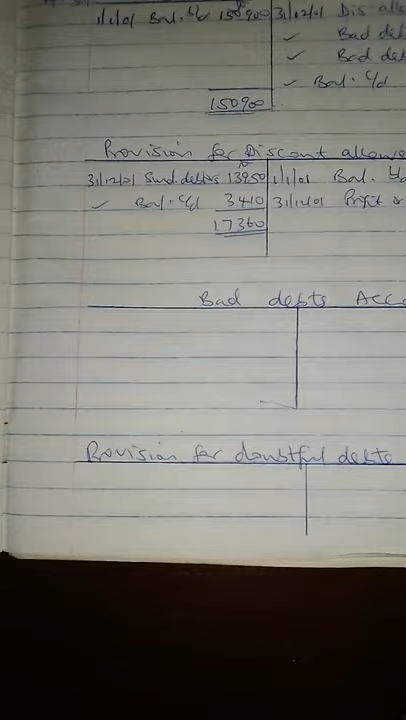 1/1/01 Bal. b/d 150900 31/12/01 Dis. allo
✓ Bad deb
✓ Bad deb
✓ Bal. c/d
150900
Provision for Discount allowe
31/12/01 Sund. debtors 13950 1/1/01 Bal. b/d
✓ Bal. c/d 3410 31/12/01 Profit &
17360
Bad depts Acco
Provision for doubtful debts